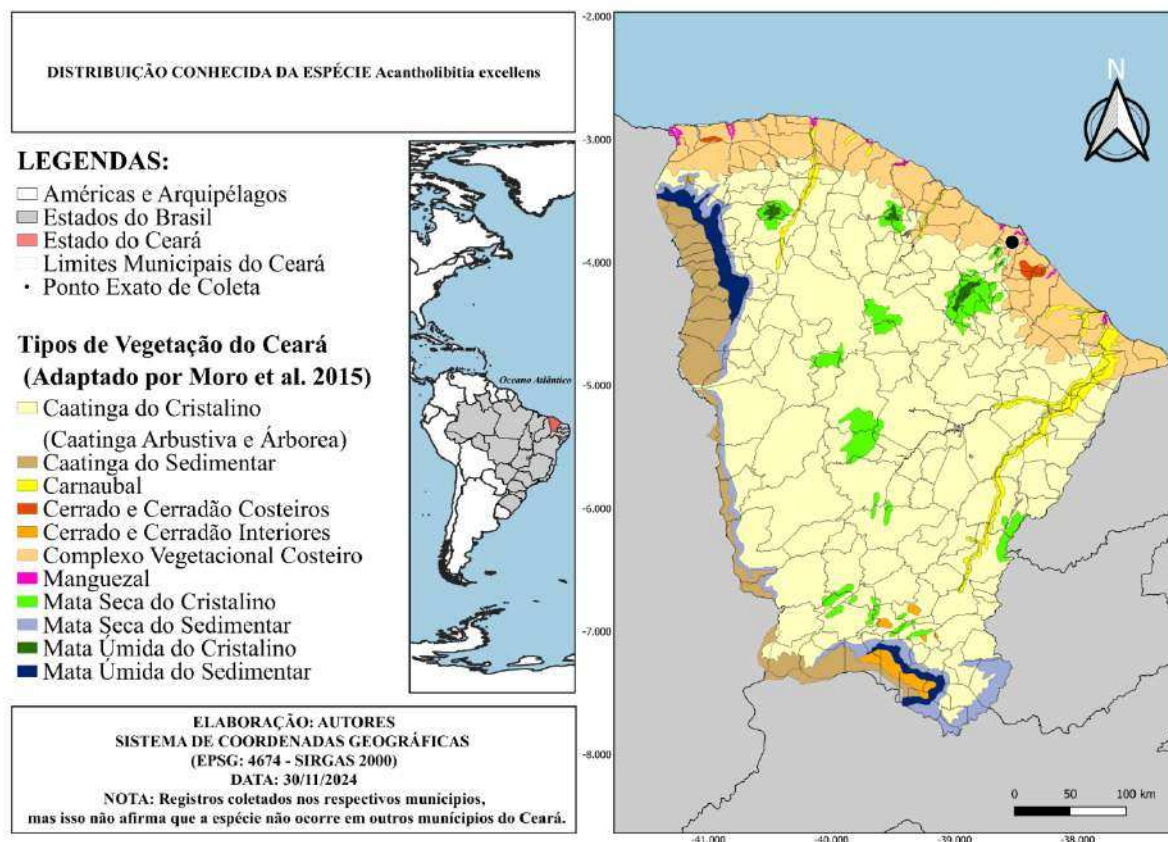 DISTRIBUIÇÃO CONHECIDA DA ESPÉCIE Acantholibitia excellens
LEGENDAS:
Américas e Arquipélagos
Estados do Brasil
Estado do Ceará
Limites Municipais do Ceará
Ponto Exato de Coleta
Tipos de Vegetação do Ceará
(Adaptado por Moro et al. 2015)
Caatinga do Cristalino
(Caatinga Arbustiva e Árborea)
Caatinga do Sedimentar
Carnaubal
Cerrado e Cerradão Costeiros
Cerrado e Cerradão Interiores
Complexo Vegetacional Costeiro
Manguezal
Mata Seca do Cristalino
Mata Seca do Sedimentar
Mata Úmida do Cristalino
Mata Úmida do Sedimentar
Oceano Atlântico
ELABORAÇÃO: AUTORES
SISTEMA DE COORDENADAS GEOGRÁFICAS
(EPSG: 4674 - SIRGAS 2000)
DATA: 30/11/2024
NOTA: Registros coletados nos respectivos municípios,
mas isso não afirma que a espécie não ocorre em outros municípios do Ceará.
-2.000
-3.000
-4.000
-5.000
-6.000
-7.000
-8.000
N
0 50 100 km
-41.000 -40.000 -39.000 -38.000